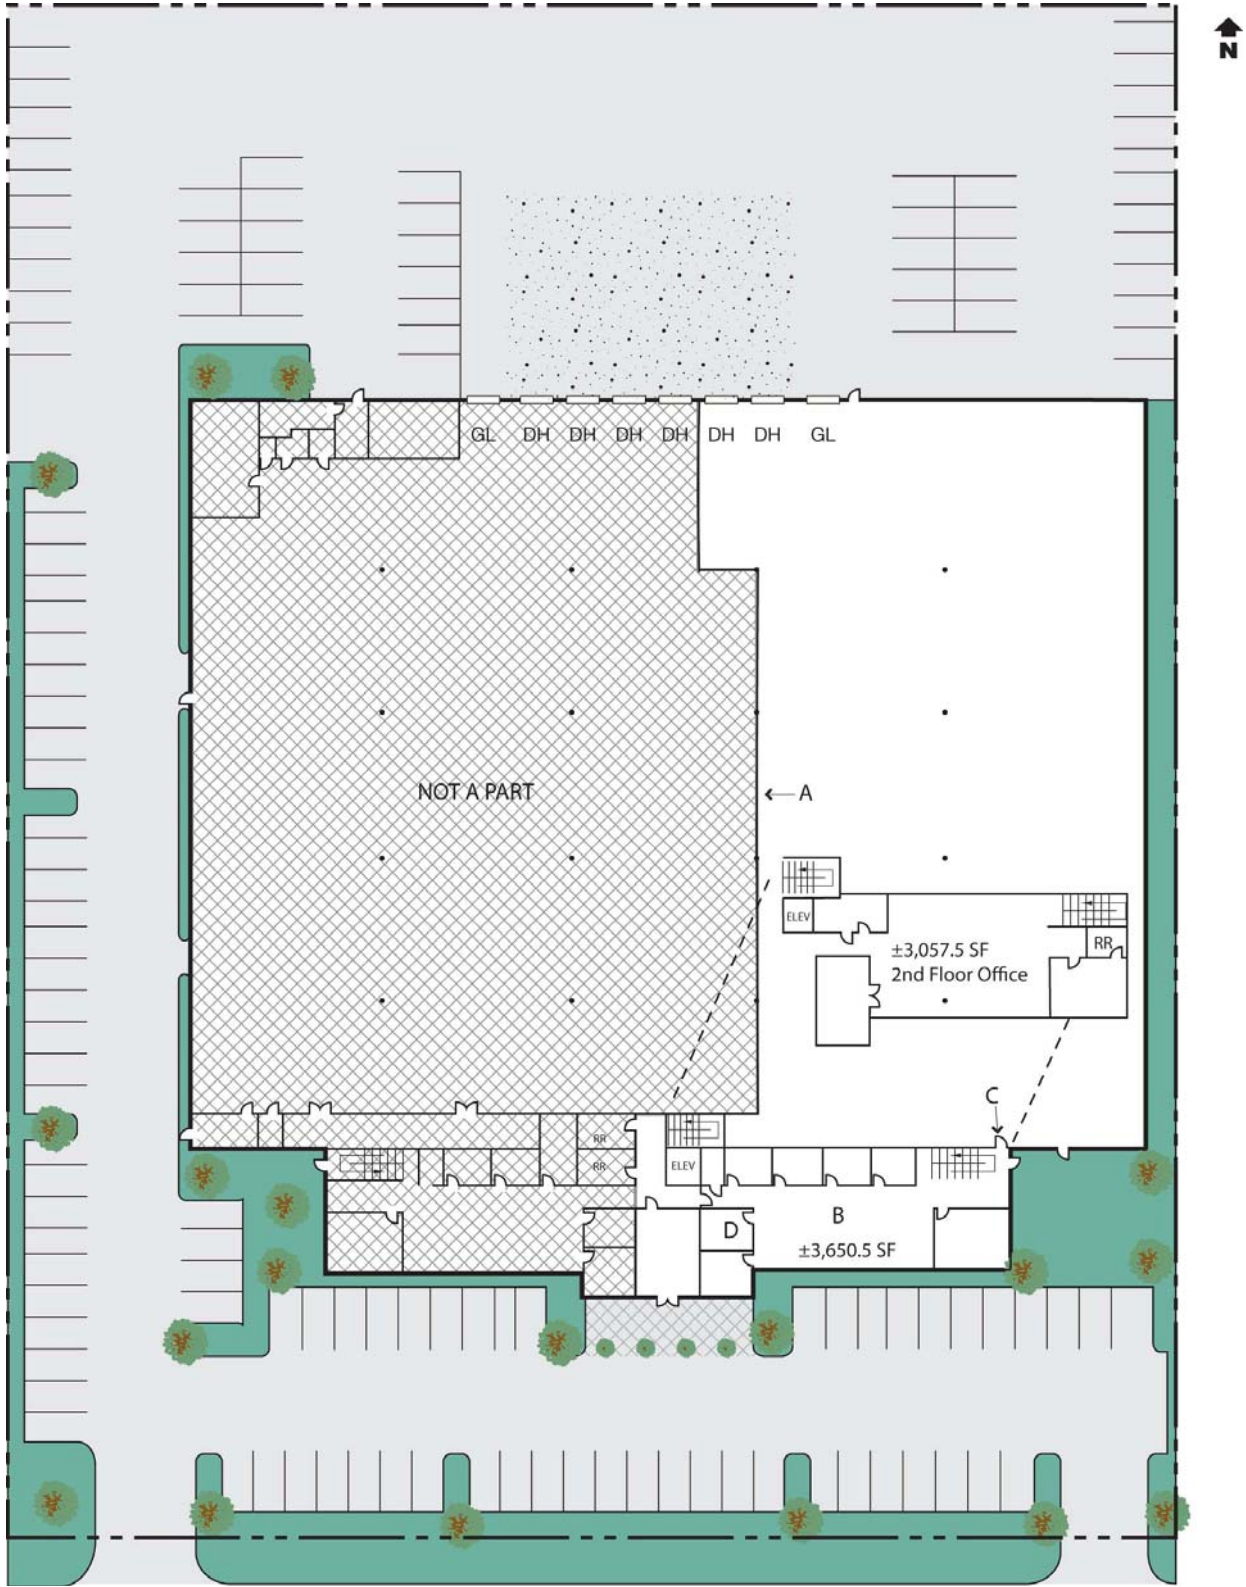 N
GL DH DH DH DH DH DH GL
NOT A PART
A
ELEV
±3,057.5 SF
2nd Floor Office
RR
C
RR
RR
ELEV
D
B
±3,650.5 SF